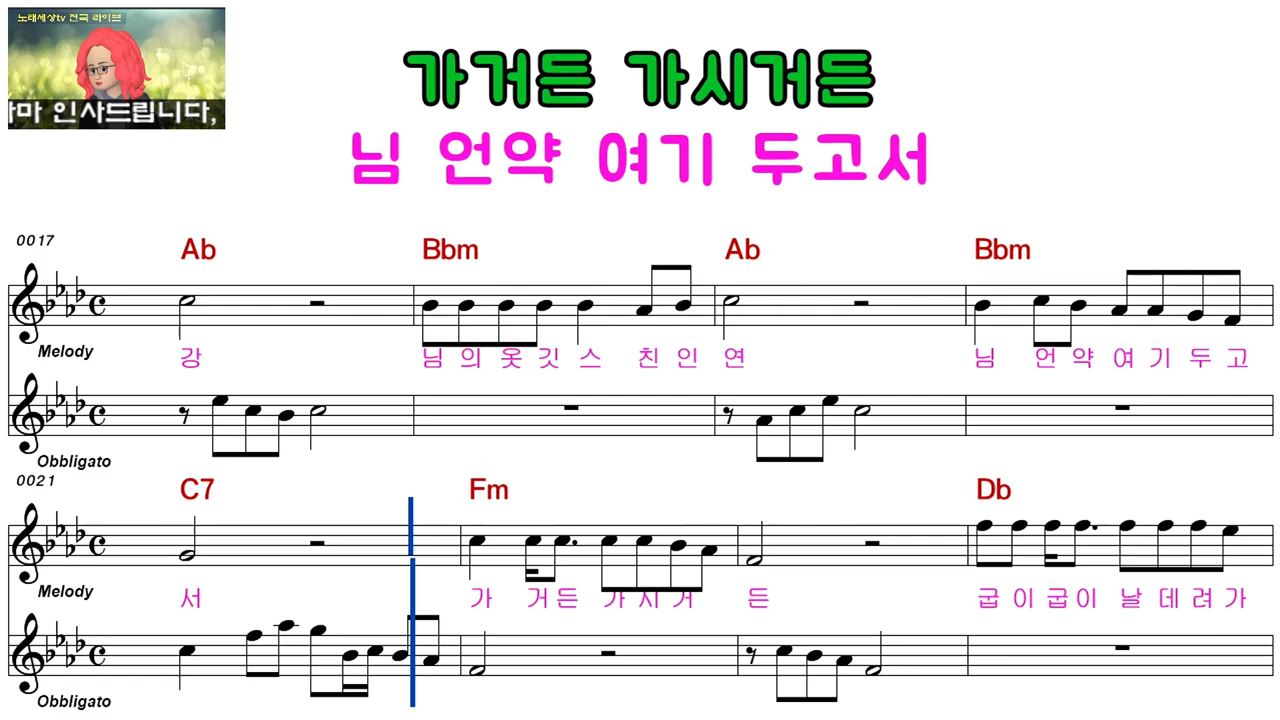 노래세상tv 전국 라이브
마 인사드립니다,
가거든 가시거든
님 언약 여기 두고서
0017
Ab Bbm Ab Bbm
Melody
강 님 의 옷 깃 스 친 인 연 님 언 약 여 기 두 고
Obbligato
0021
C7 Fm Db
Melody
서 가 거 든 가 시 거 든 굽 이 굽 이 날 데 려 가
Obbligato